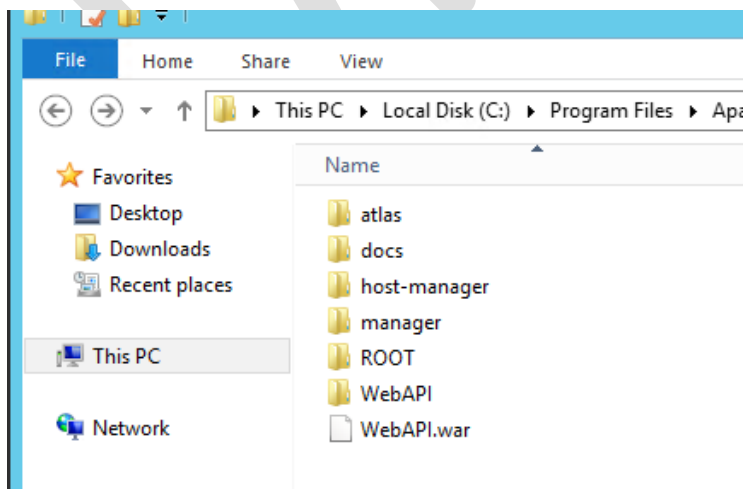 File Home Share View
This PC Local Disk (C:) Program Files
Name
Favorites
Desktop
Downloads
Recent places
This PC
Network
atlas
docs
host-manager
manager
ROOT
WebAPI
WebAPI.war